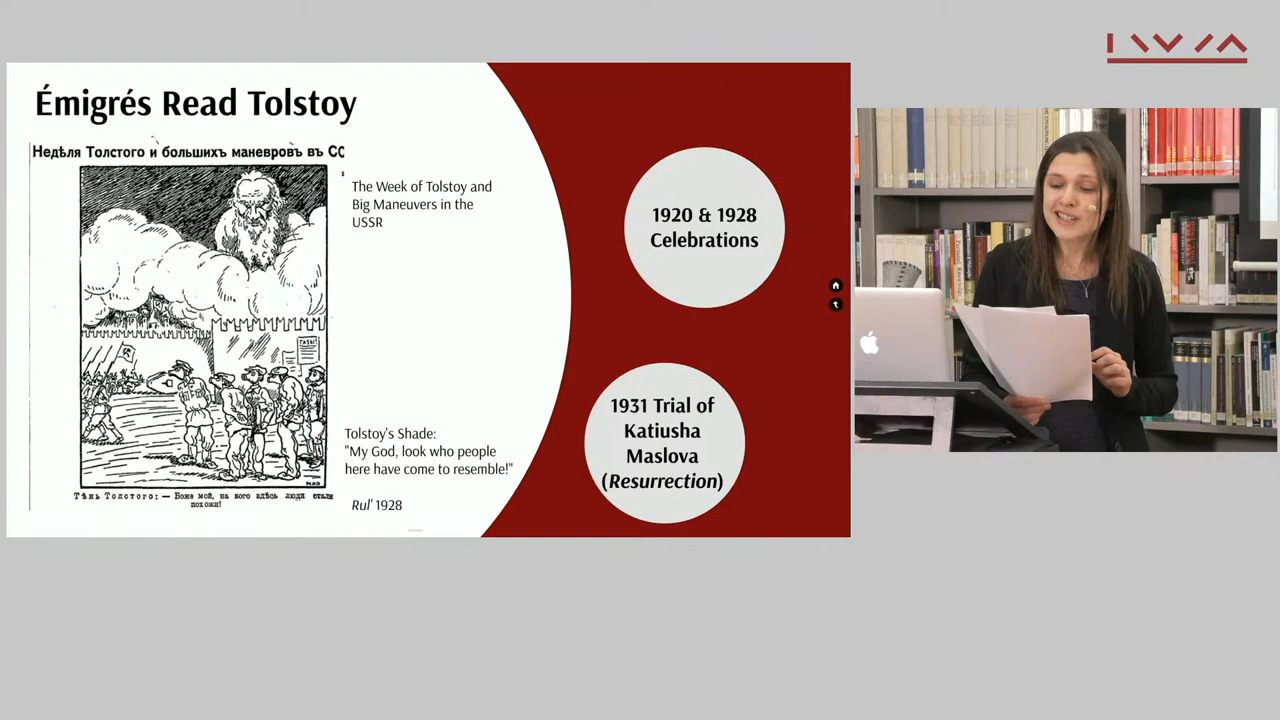 Émigrés Read Tolstoy
Недѣля Толстого и большихъ маневровъ въ СС
The Week of Tolstoy and
Big Maneuvers in the
USSR
Тѣнь Толстого: — Боже мой, на кого здѣсь люди стали
похожи!
Tolstoy's Shade:
"My God, look who people
here have come to resemble!"
Rul' 1928
1920 & 1928
Celebrations
1931 Trial of
Katiusha
Maslova
(Resurrection)